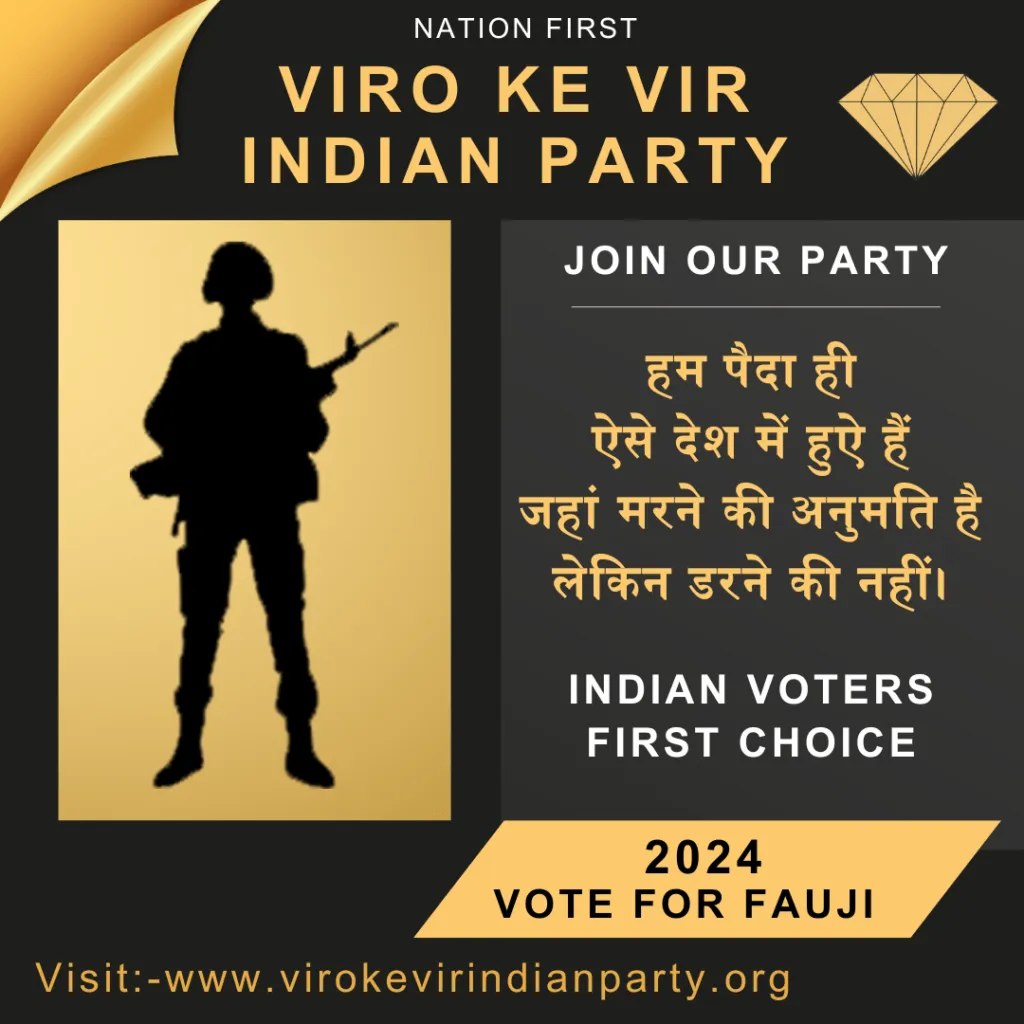 NATION FIRST
VIRO KE VIR
INDIAN PARTY
JOIN OUR PARTY
हम पैदा ही
ऐसे देश में हुऐ हैं
जहां मरने की अनुमति है
लेकिन डरने की नहीं।
INDIAN VOTERS
FIRST CHOICE
2024
VOTE FOR FAUJI
Visit:-www.virokevirindianparty.org